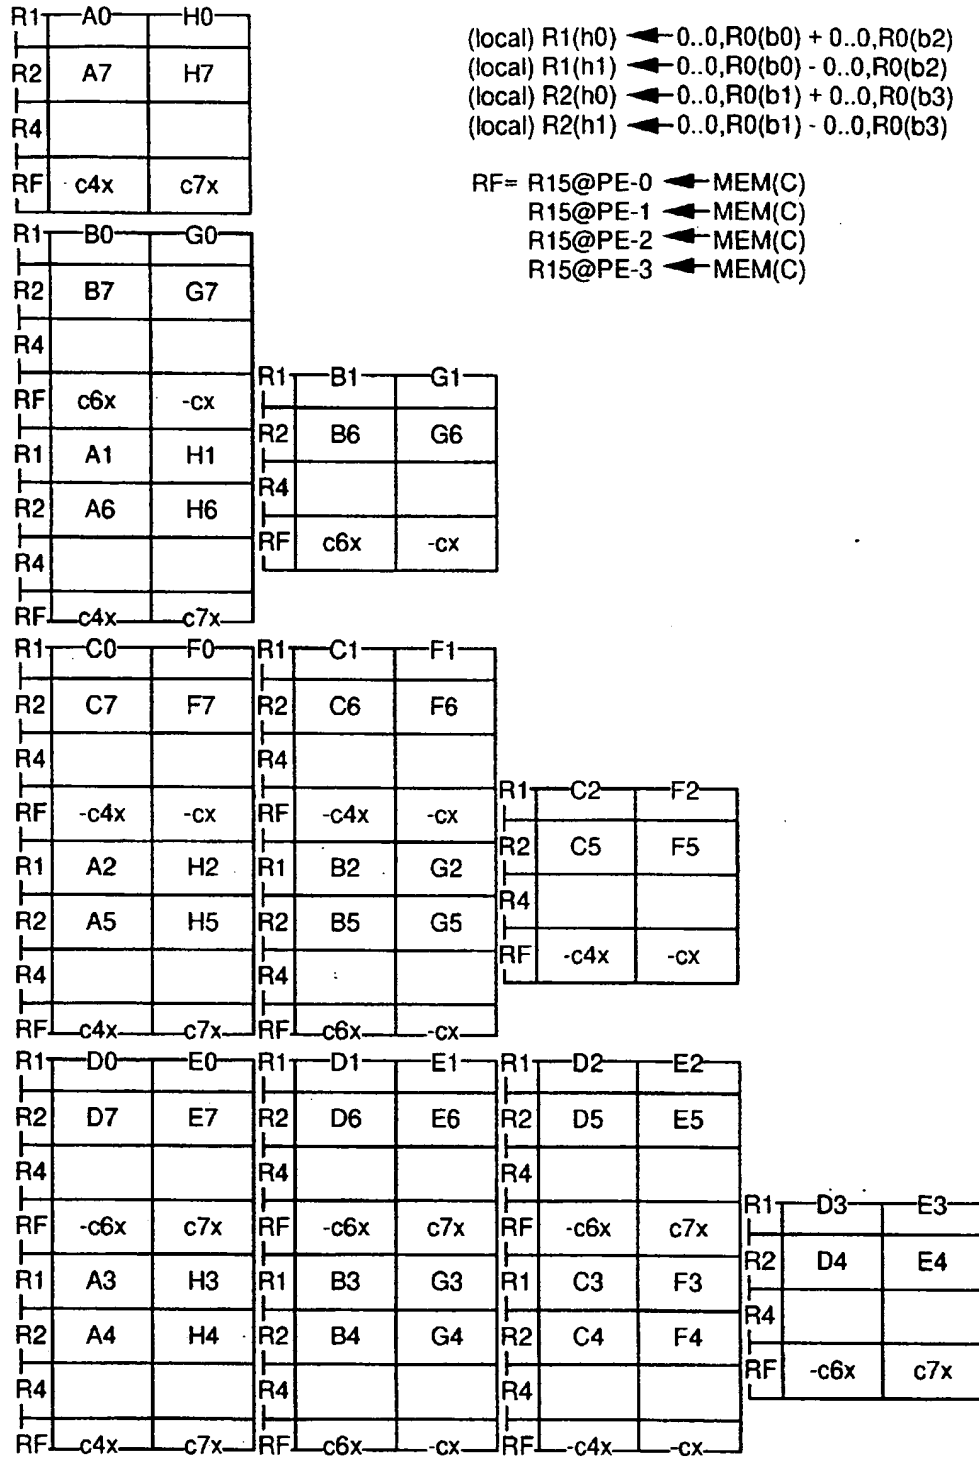 R1 A0 H0
R2 A7 H7
R4
RF c4x c7x
(local) R1(h0) ← 0..0,R0(b0) + 0..0,R0(b2)
(local) R1(h1) ← 0..0,R0(b0) - 0..0,R0(b2)
(local) R2(h0) ← 0..0,R0(b1) + 0..0,R0(b3)
(local) R2(h1) ← 0..0,R0(b1) - 0..0,R0(b3)
RF= R15@PE-0 ← MEM(C)
R15@PE-1 ← MEM(C)
R15@PE-2 ← MEM(C)
R15@PE-3 ← MEM(C)
R1 B0 G0
R2 B7 G7
R4
RF c6x -cx
R1 A1 H1
R2 A6 H6
R4
RF c4x c7x
R1 B1 G1
R2 B6 G6
R4
RF c6x -cx
R1 C0 F0
R2 C7 F7
R4
RF -c4x -cx
R1 A2 H2
R2 A5 H5
R4
RF c4x c7x
R1 C1 F1
R2 C6 F6
R4
RF -c4x -cx
R1 B2 G2
R2 B5 G5
R4
RF c6x -cx
R1 C2 F2
R2 C5 F5
R4
RF -c4x -cx
R1 D0 E0
R2 D7 E7
R4
RF -c6x c7x
R1 A3 H3
R2 A4 H4
R4
RF c4x c7x
R1 D1 E1
R2 D6 E6
R4
RF -c6x c7x
R1 B3 G3
R2 B4 G4
R4
RF c6x -cx
R1 D2 E2
R2 D5 E5
R4
RF -c6x c7x
R1 C3 F3
R2 C4 F4
R4
RF -c4x -cx
R1 D3 E3
R2 D4 E4
R4
RF -c6x c7x